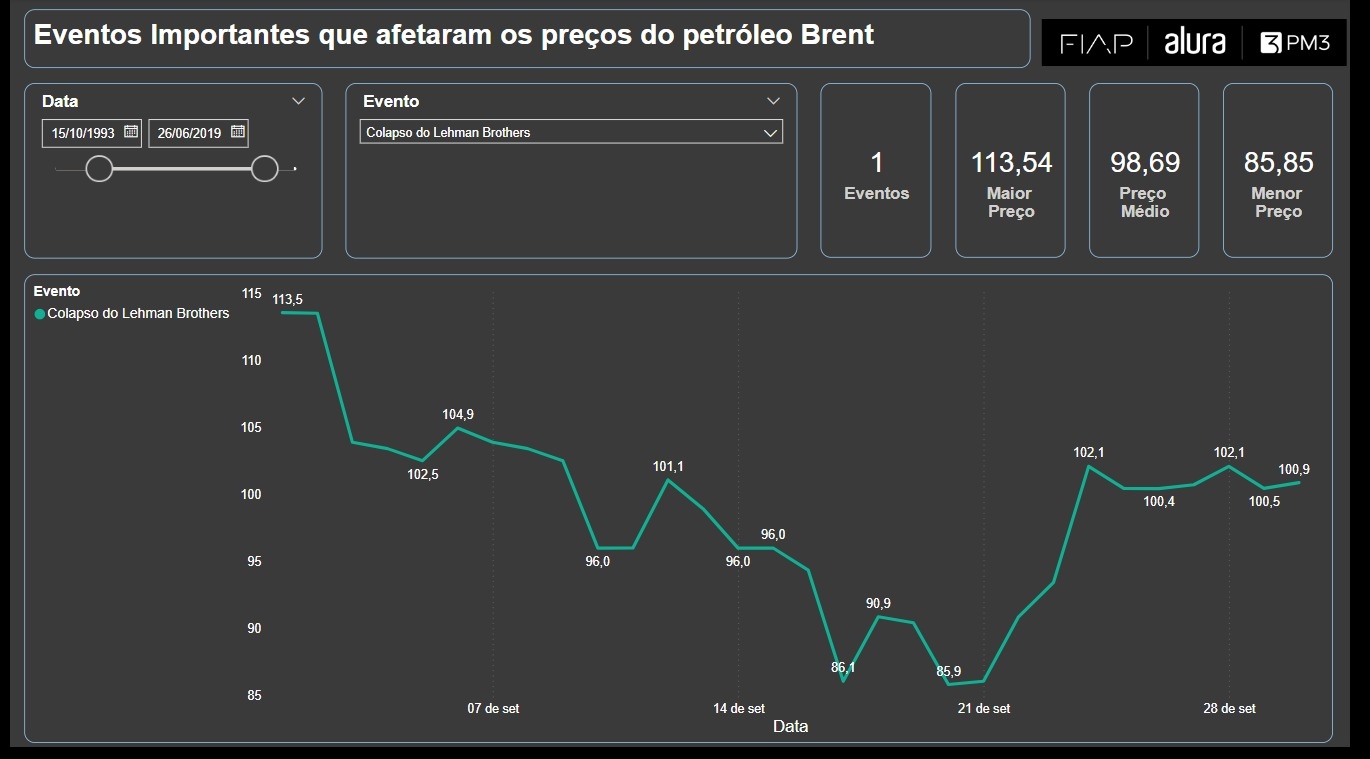 Eventos Importantes que afetaram os preços do petróleo Brent
FIAP
alura
PM3
Data
15/10/1993
26/06/2019
Evento
Colapso do Lehman Brothers
1
Eventos
113,54
Maior
Preço
98,69
Preço
Médio
85,85
Menor
Preço
Evento
Colapso do Lehman Brothers
115
110
105
100
95
90
85
113,5
102,5
104,9
96,0
101,1
96,0
96,0
86,1
90,9
85,9
102,1
100,4
102,1
100,5
100,9
07 de set
14 de set
21 de set
28 de set
Data